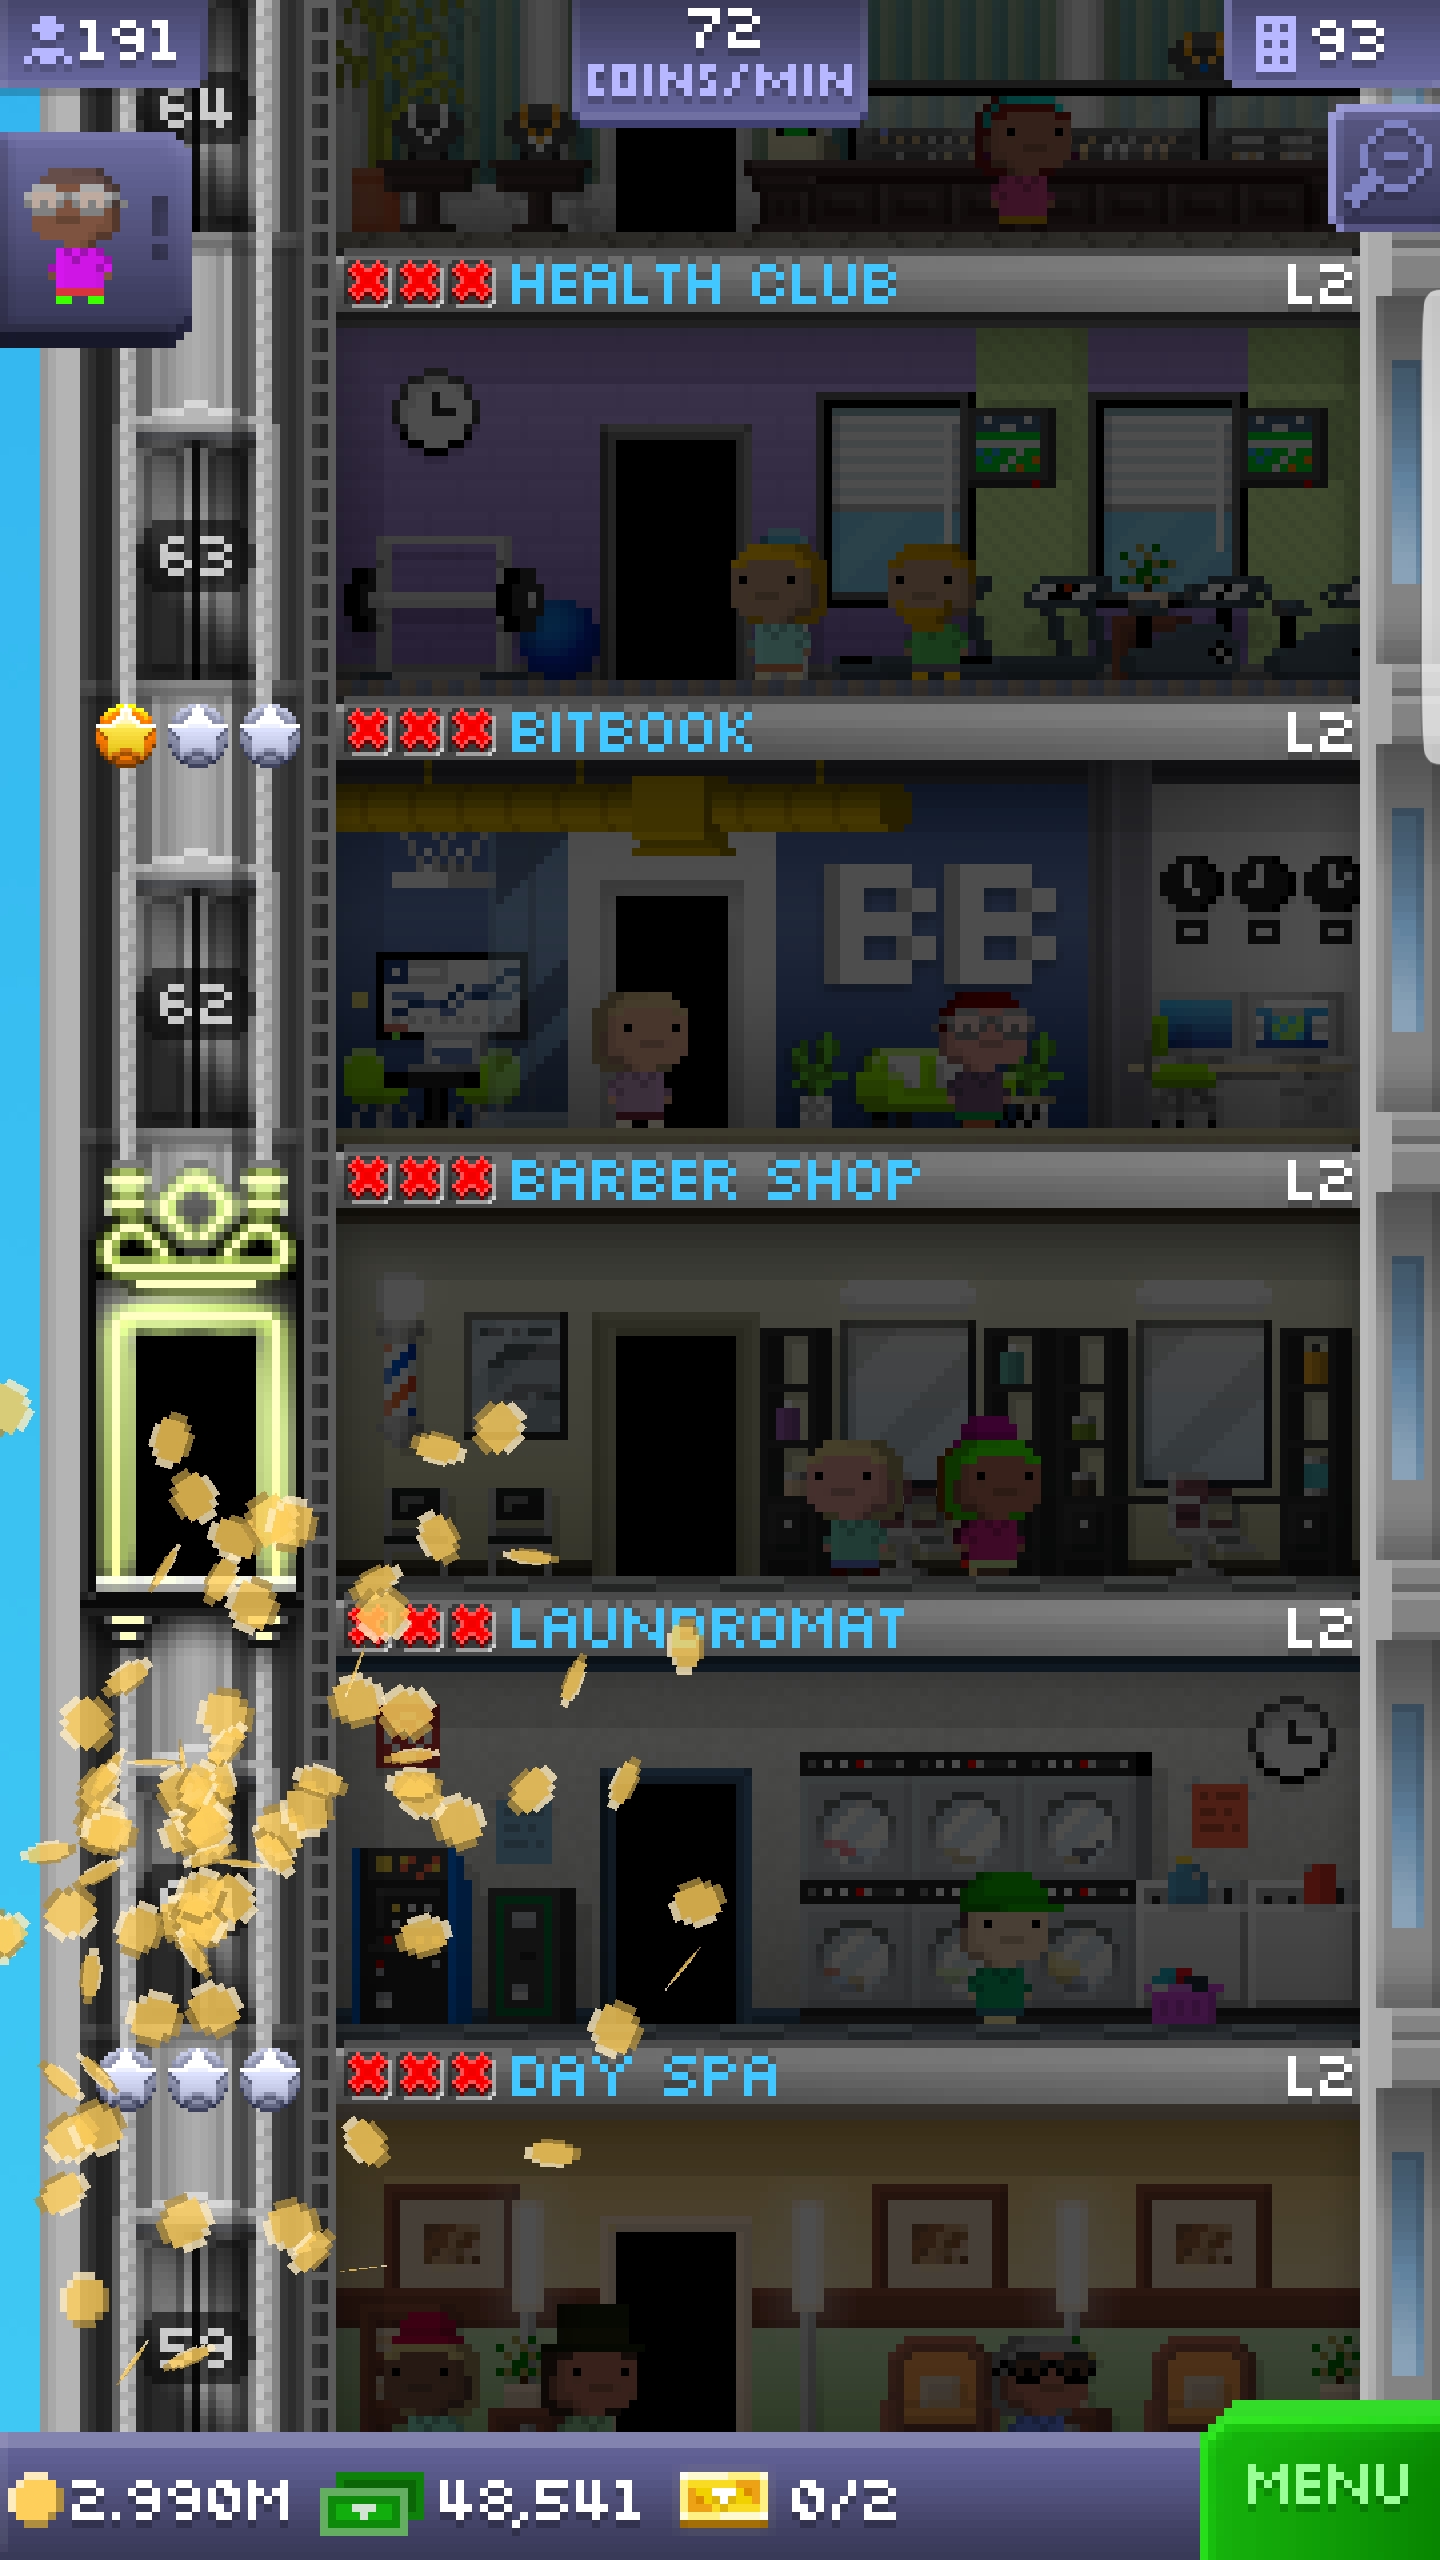 191
72
COINS/MIN
93
64
HEALTH CLUB L2
63
BITBOOK L2
BB
62
BARBER SHOP L2
LAUNDROMAT L2
DAY SPA L2
59
2.990M 48,541 0/2
MENU